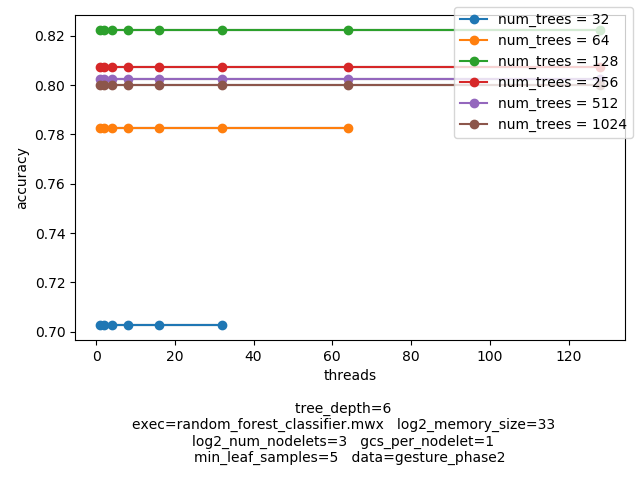 num_trees = 32
num_trees = 64
num_trees = 128
num_trees = 256
num_trees = 512
num_trees = 1024
0.82
0.80
0.78
0.76
0.74
0.72
0.70
accuracy
0 20 40 60 80 100 120
threads
tree_depth=6
exec=random_forest_classifier.mwx log2_memory_size=33
log2_num_nodelets=3 gcs_per_nodelet=1
min_leaf_samples=5 data=gesture_phase2